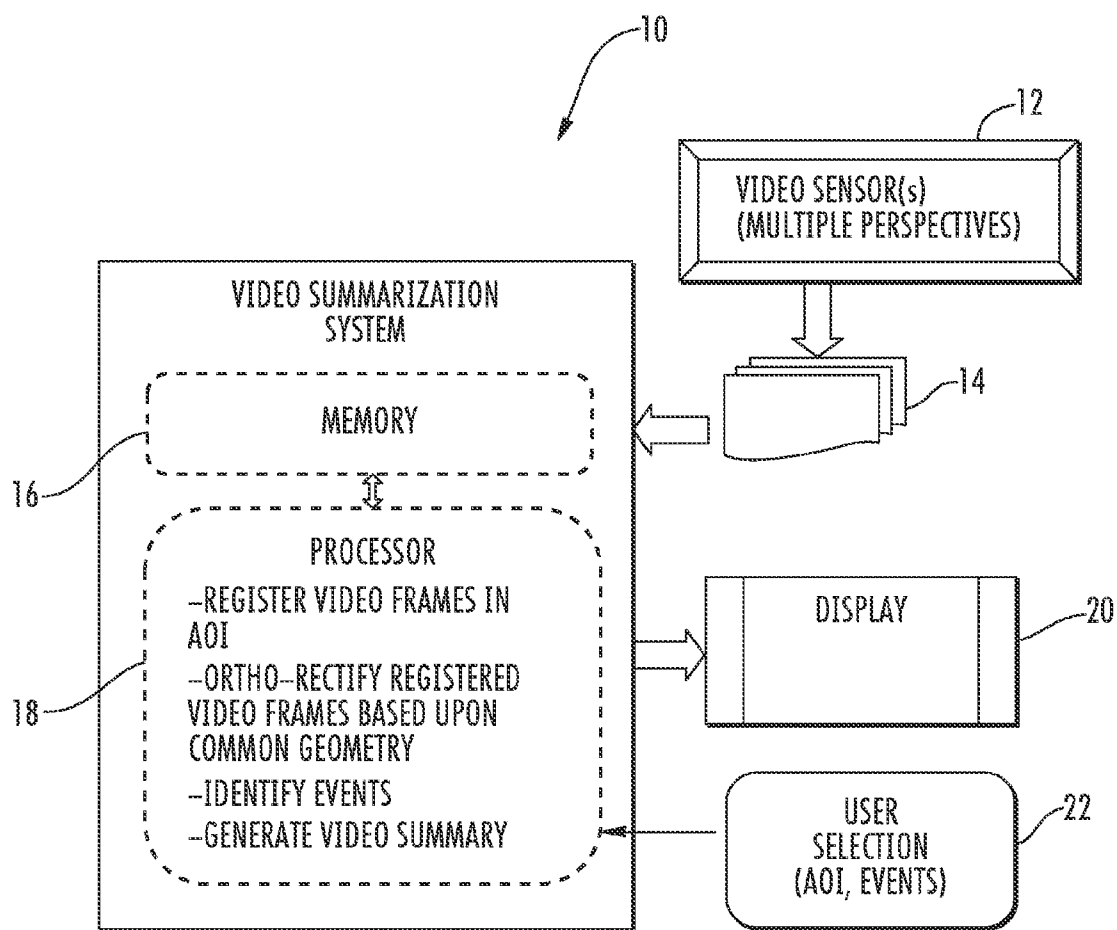 10
12
VIDEO SENSOR(s)
(MULTIPLE PERSPECTIVES)
VIDEO SUMMARIZATION
SYSTEM
14
MEMORY
16
PROCESSOR
–REGISTER VIDEO FRAMES IN
AOI
–ORTHO–RECTIFY REGISTERED
VIDEO FRAMES BASED UPON
COMMON GEOMETRY
–IDENTIFY EVENTS
–GENERATE VIDEO SUMMARY
18
DISPLAY
20
USER
SELECTION
(AOI, EVENTS)
22